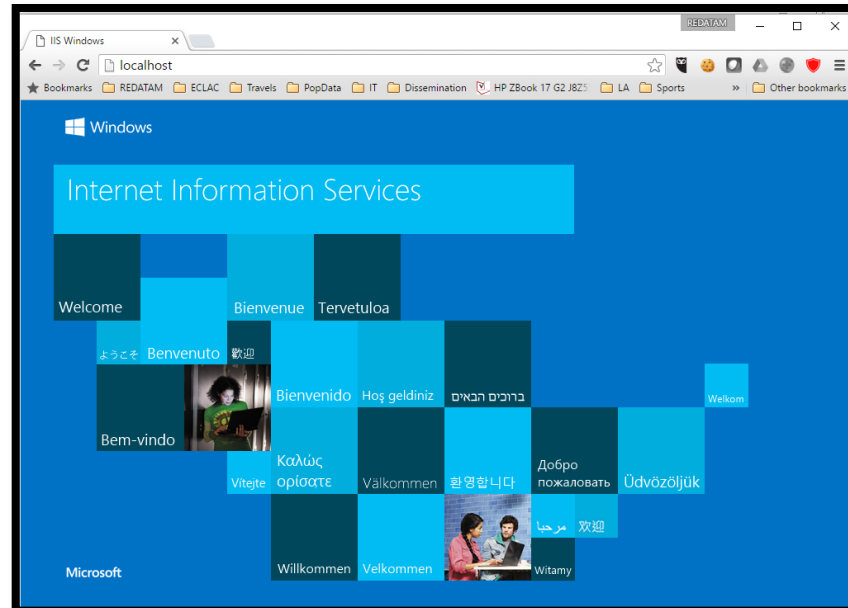 REDATAM
IIS Windows
localhost
Bookmarks REDATAM ECLAC Travels PopData IT Dissemination HP ZBook 17 G2 J8Z5 LA Sports » Other bookmarks
Windows
Internet Information Services
Welcome
Bienvenue
Tervetuloa
ようこそ
Benvenuto
歡迎
Bienvenido
Hoş geldiniz
ברוכים הבאים
Welkom
Bem-vindo
Vítejte
Καλώς
ορίσατε
Välkommen
환영합니다
Добро
пожаловать
Üdvözöljük
مرحبا
欢迎
Willkommen
Velkommen
Witamy
Microsoft